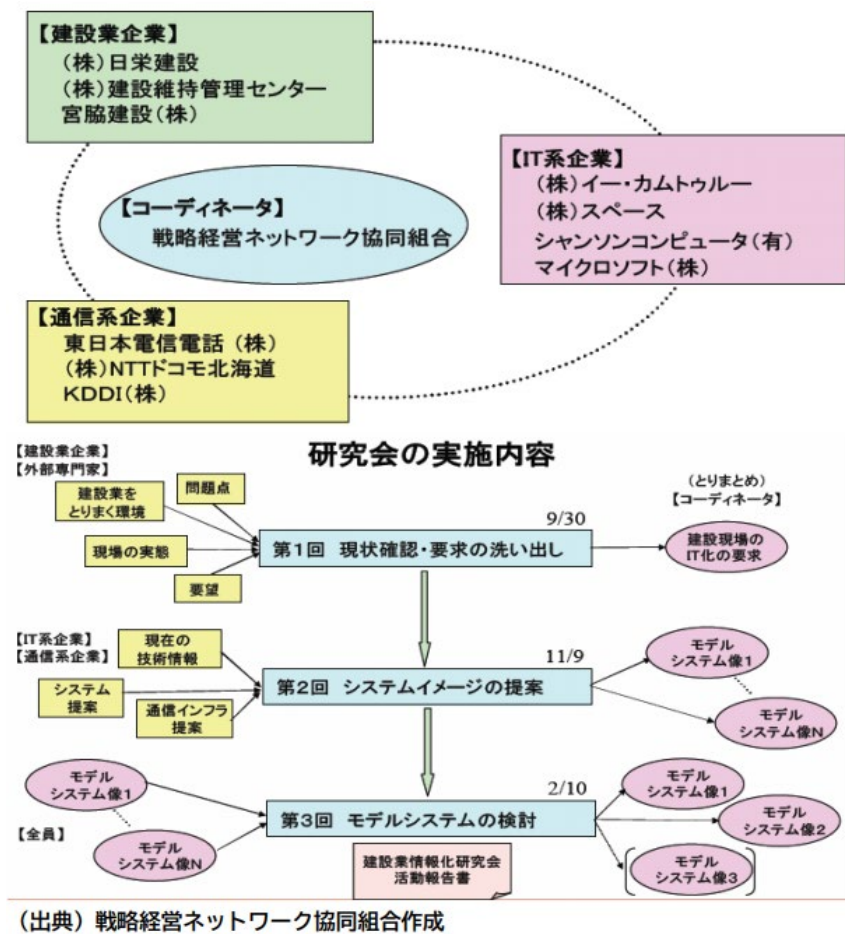 【建設業企業】
(株)日栄建設
(株)建設維持管理センター
宮脇建設(株)
【IT系企業】
(株)イー・カムトゥルー
(株)スペース
シャンソンコンピュータ(有)
マイクロソフト(株)
【コーディネータ】
戦略経営ネットワーク協同組合
【通信系企業】
東日本電信電話(株)
(株)NTTドコモ北海道
KDDI(株)
研究会の実施内容
【建設業企業】
【外部専門家】
建設業を
とりまく環境
問題点
現場の実態
要望
9/30
第1回 現状確認・要求の洗い出し
(とりまとめ)
【コーディネータ】
建設現場の
IT化の要求
【IT系企業】
【通信系企業】
現在の
技術情報
システム
提案
通信インフラ
提案
11/9
第2回 システムイメージの提案
モデル
システム像1
モデル
システム像N
モデル
システム像1
【全員】
モデル
システム像N
2/10
第3回 モデルシステムの検討
モデル
システム像1
モデル
システム像2
モデル
システム像3
建設業情報化研究会
活動報告書
(出典)戦略経営ネットワーク協同組合作成